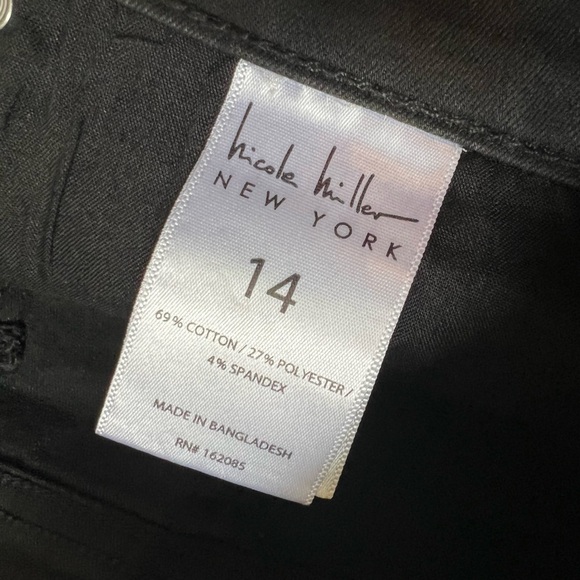 nicole miller
NEW YORK
14
69% COTTON / 27% POLYESTER /
4% SPANDEX
MADE IN BANGLADESH
RN# 162085